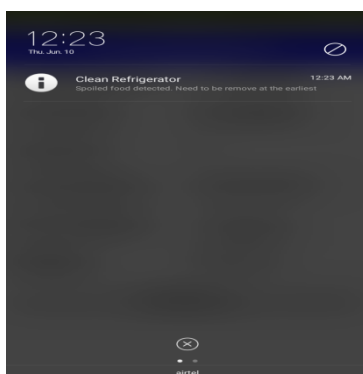 12:23
Thu. Jun. 10
Clean Refrigerator 12:23 AM
Spoiled food detected. Need to be remove at the earliest
airtel